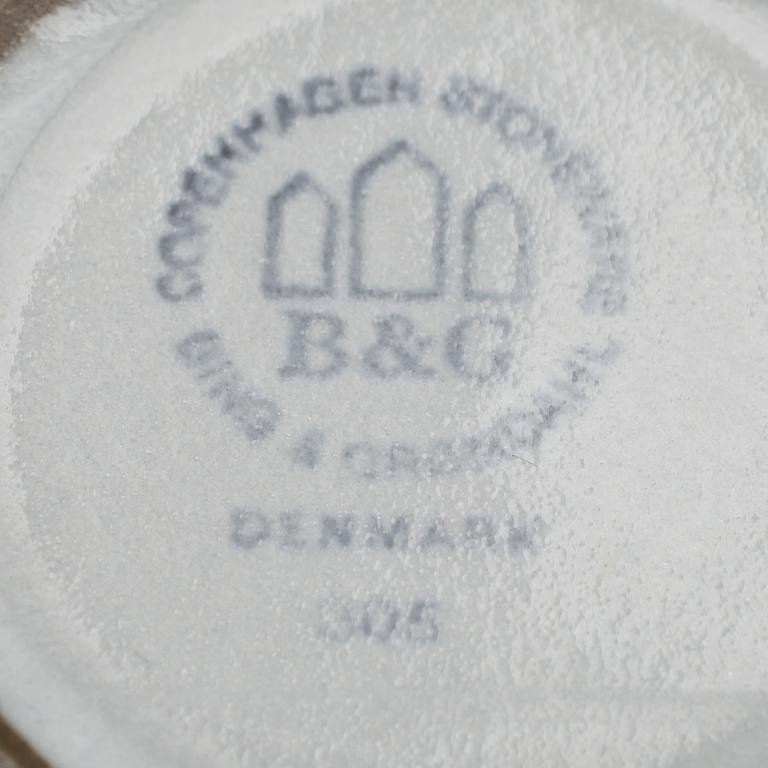 COPENHAGEN STONEWARE
B&G
BING & GRØNDAHL
DENMARK
305